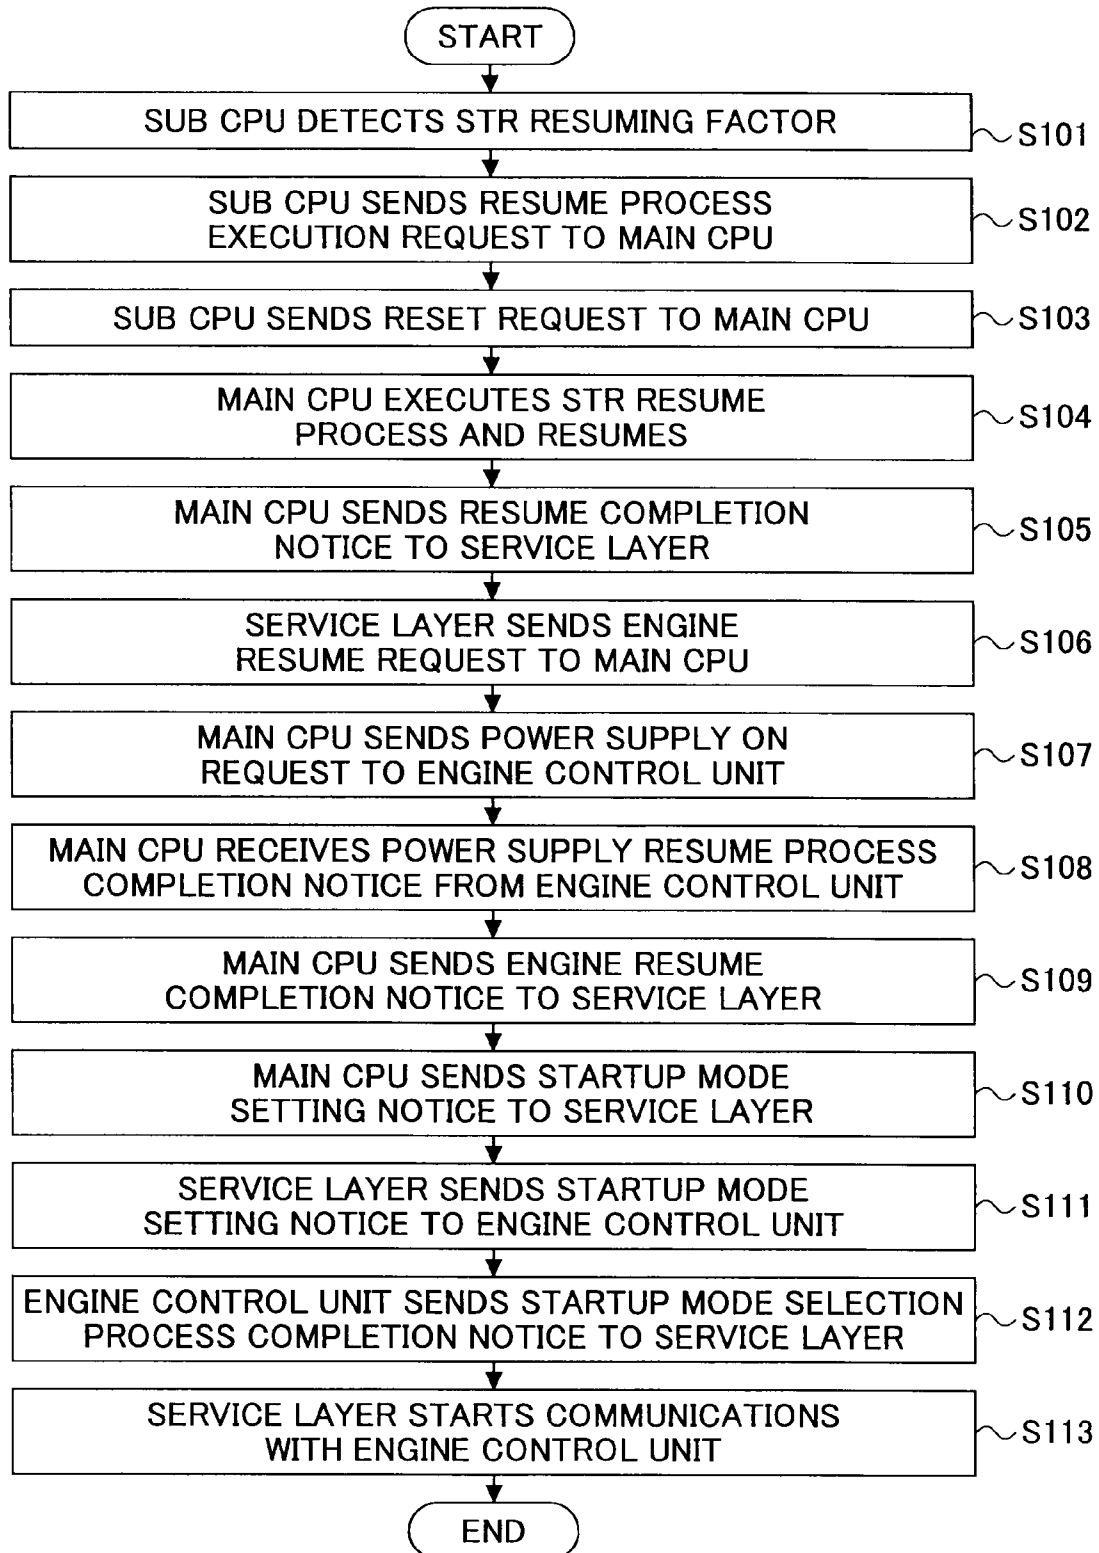 START
SUB CPU DETECTS STR RESUMING FACTOR
S101
SUB CPU SENDS RESUME PROCESS
EXECUTION REQUEST TO MAIN CPU
S102
SUB CPU SENDS RESET REQUEST TO MAIN CPU
S103
MAIN CPU EXECUTES STR RESUME
PROCESS AND RESUMES
S104
MAIN CPU SENDS RESUME COMPLETION
NOTICE TO SERVICE LAYER
S105
SERVICE LAYER SENDS ENGINE
RESUME REQUEST TO MAIN CPU
S106
MAIN CPU SENDS POWER SUPPLY ON
REQUEST TO ENGINE CONTROL UNIT
S107
MAIN CPU RECEIVES POWER SUPPLY RESUME PROCESS
COMPLETION NOTICE FROM ENGINE CONTROL UNIT
S108
MAIN CPU SENDS ENGINE RESUME
COMPLETION NOTICE TO SERVICE LAYER
S109
MAIN CPU SENDS STARTUP MODE
SETTING NOTICE TO SERVICE LAYER
S110
SERVICE LAYER SENDS STARTUP MODE
SETTING NOTICE TO ENGINE CONTROL UNIT
S111
ENGINE CONTROL UNIT SENDS STARTUP MODE SELECTION
PROCESS COMPLETION NOTICE TO SERVICE LAYER
S112
SERVICE LAYER STARTS COMMUNICATIONS
WITH ENGINE CONTROL UNIT
S113
END